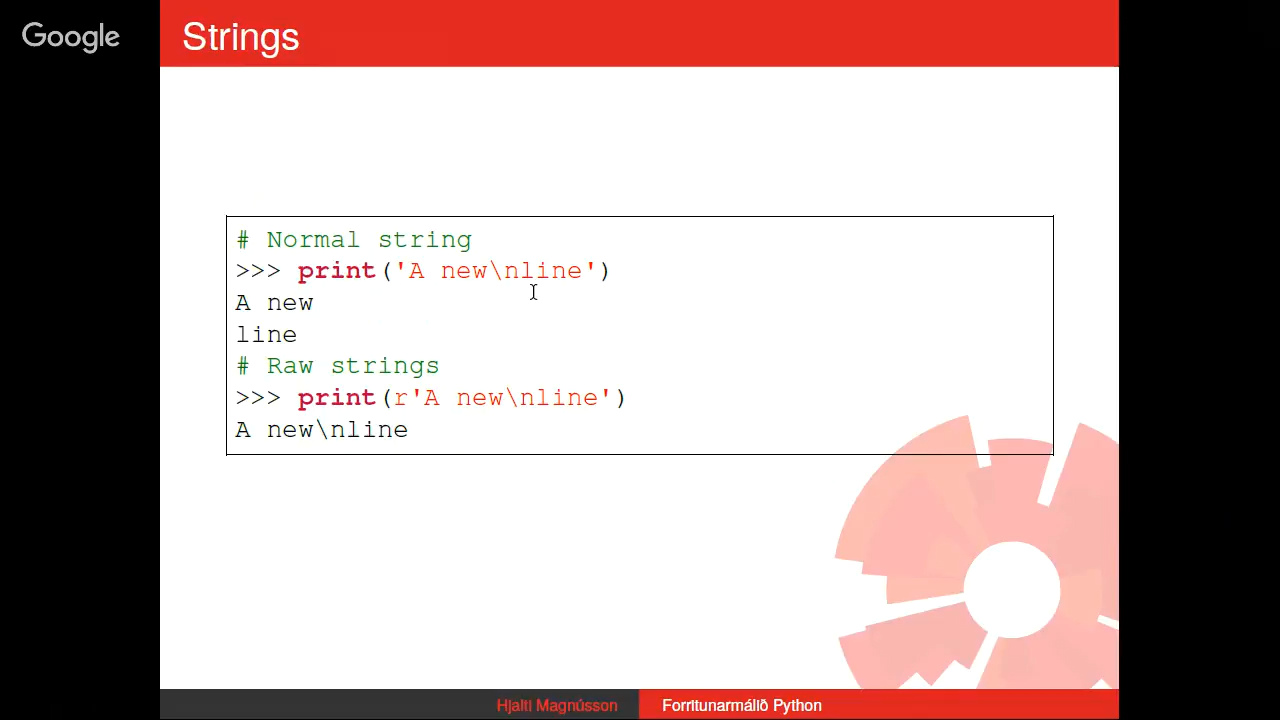 Google
Strings
# Normal string
>>> print('A new\nline')
A new
line
# Raw strings
>>> print(r'A new\nline')
A new\nline
Hjalti Magnússon
Forritunarmálið Python